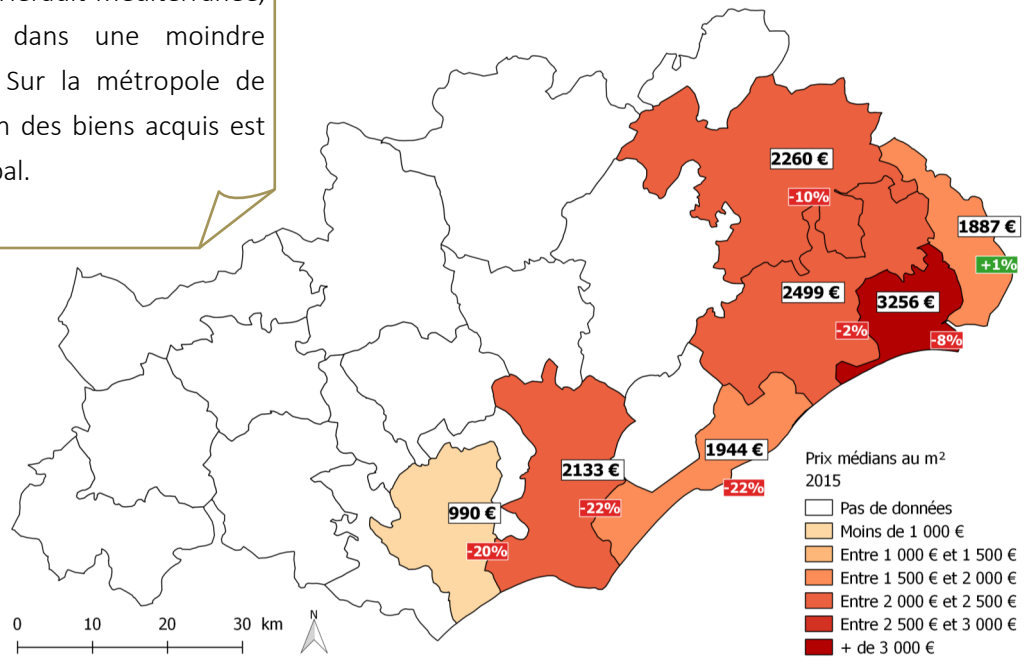 dans une moindre
Sur la métropole de
des biens acquis est
2260 €
-10%
1887 €
+1%
2499 €
3256 €
-2%
-8%
1944 €
-22%
2133 €
-22%
990 €
-20%
Prix médians au m²
2015
Pas de données
Moins de 1 000 €
Entre 1 000 € et 1 500 €
Entre 1 500 € et 2 000 €
Entre 2 000 € et 2 500 €
Entre 2 500 € et 3 000 €
+ de 3 000 €
0 10 20 30 km
N